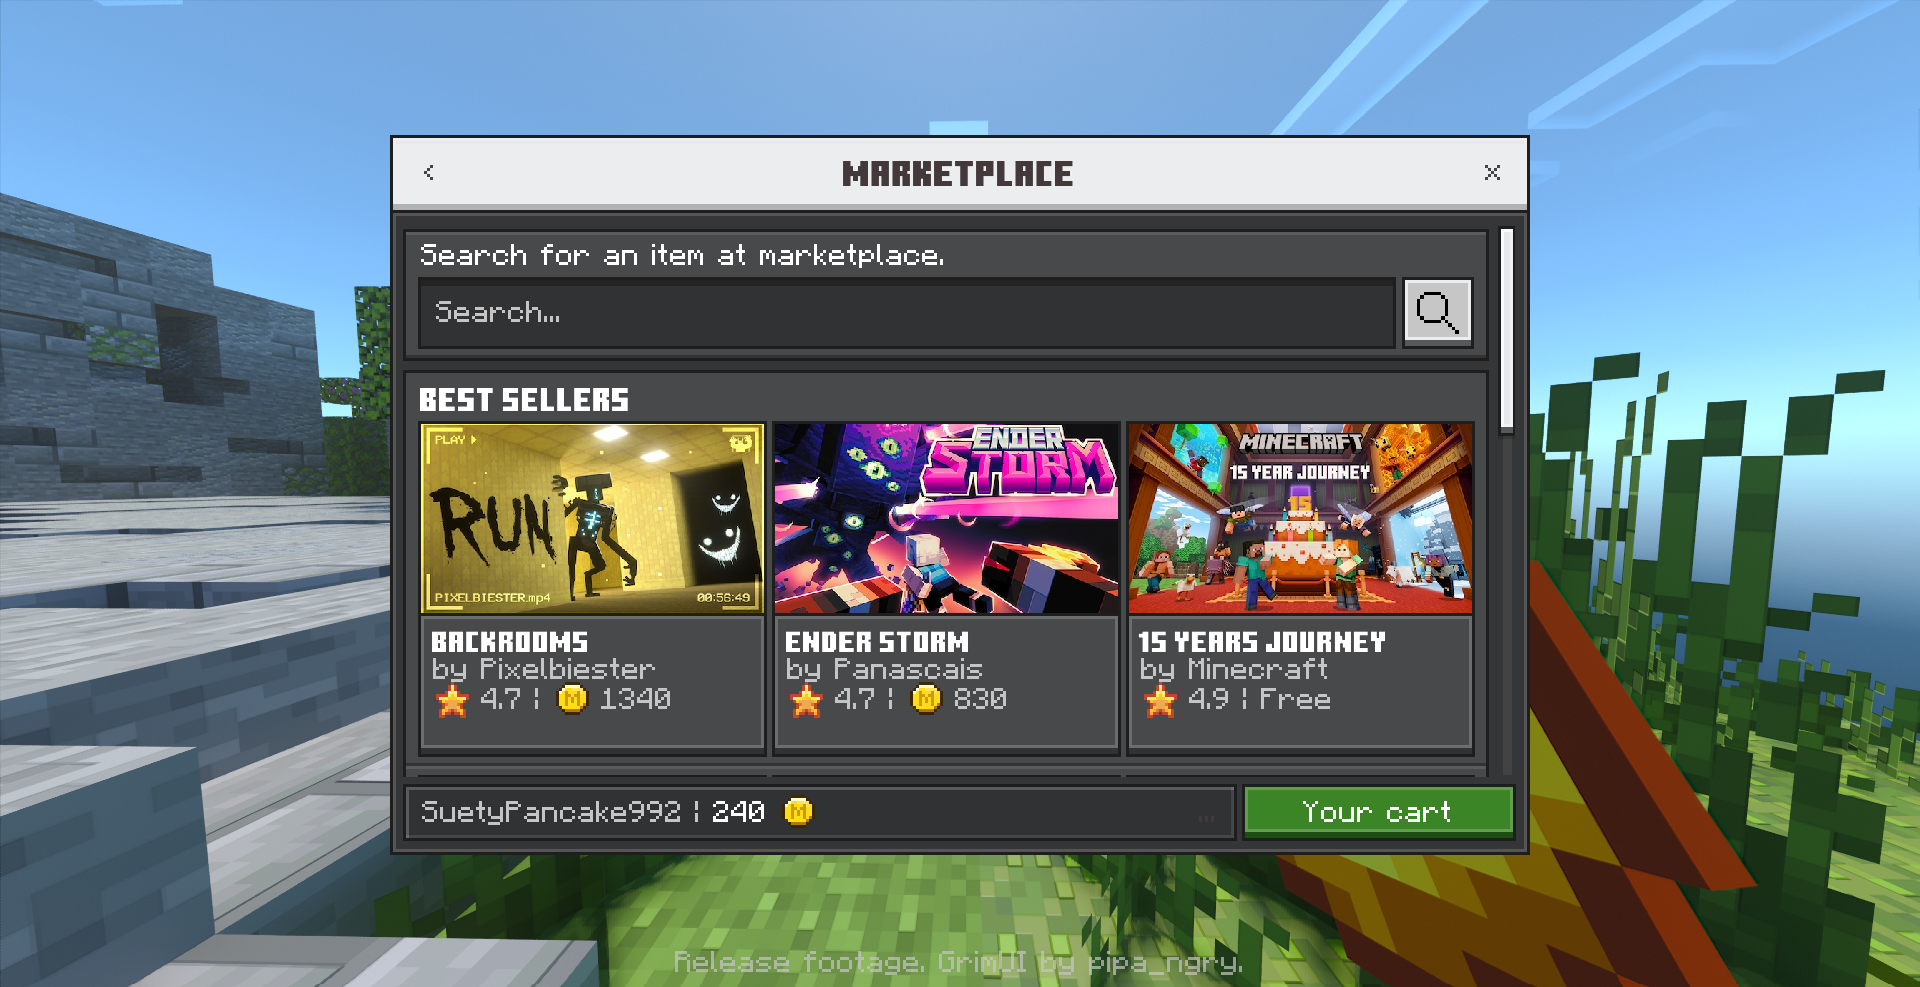 MARKETPLACE
Search for an item at marketplace.
Search...
BEST SELLERS
PLAY
RUN
PIXELBIESTER.mp4
00:56:49
ENDER
STORM
MINECRAFT
15 YEAR JOURNEY
15
BACKROOMS
by Pixelbiester
4.7 ¦ 1340
ENDER STORM
by Panascais
4.7 ¦ 830
15 YEARS JOURNEY
by Minecraft
4.9 ¦ Free
SuetyPancake992 ¦ 240
...
Your cart
Release footage. GrimUI by pipa_ngry.